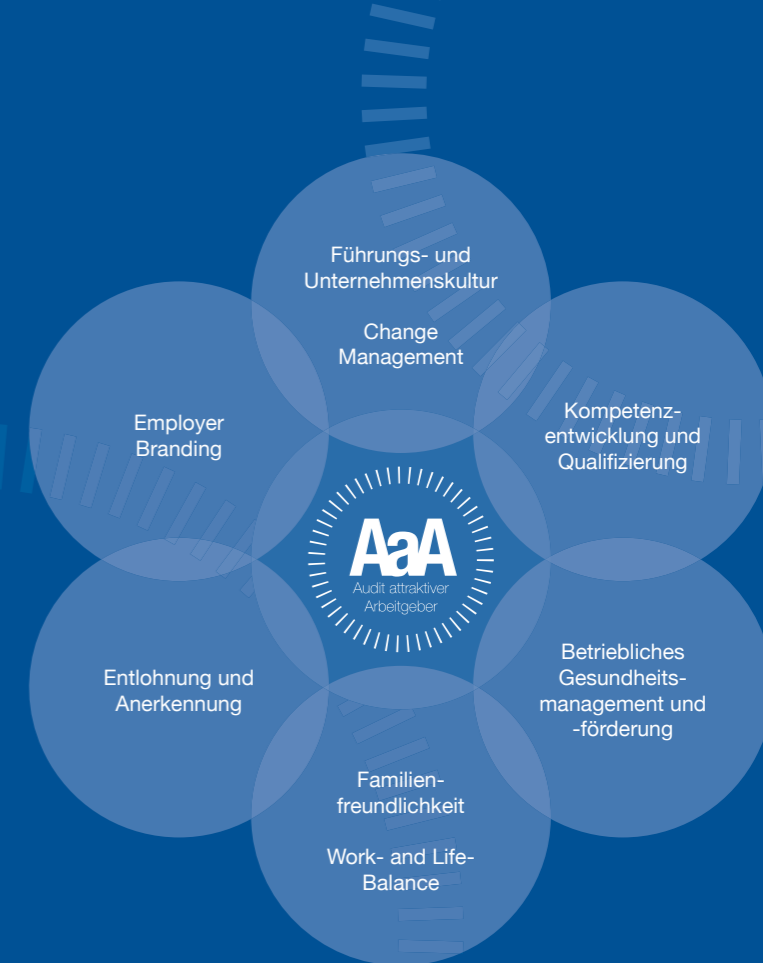 Führungs- und
Unternehmenskultur
Change
Management
Kompetenz-
entwicklung und
Qualifizierung
Betriebliches
Gesundheits-
management und
-förderung
Familien-
freundlichkeit
Work- and Life-
Balance
Entlohnung und
Anerkennung
Employer
Branding
AaA
Audit attraktiver
Arbeitgeber